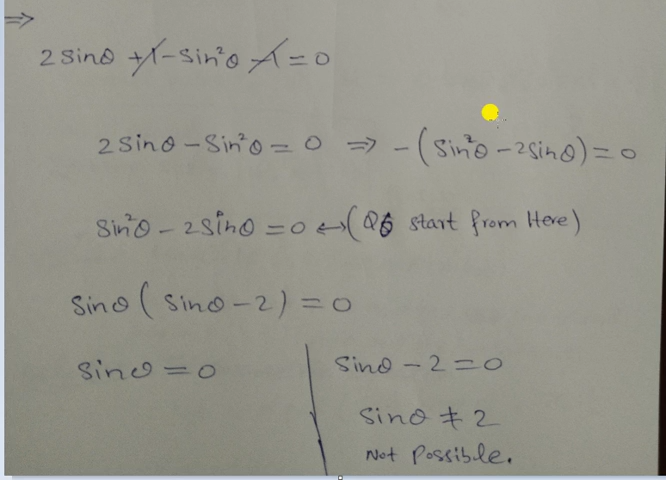 ⇒
2 sinθ + 1 - sin²θ - 1 = 0
2 sinθ - sin²θ = 0 ⇒ -(sin²θ - 2sinθ) = 0
sin²θ - 2sinθ = 0 ↔ (Q6 start from Here)
sinθ ( sinθ - 2) = 0
sinθ = 0
sinθ - 2 = 0
sinθ ≠ 2
Not Possible.